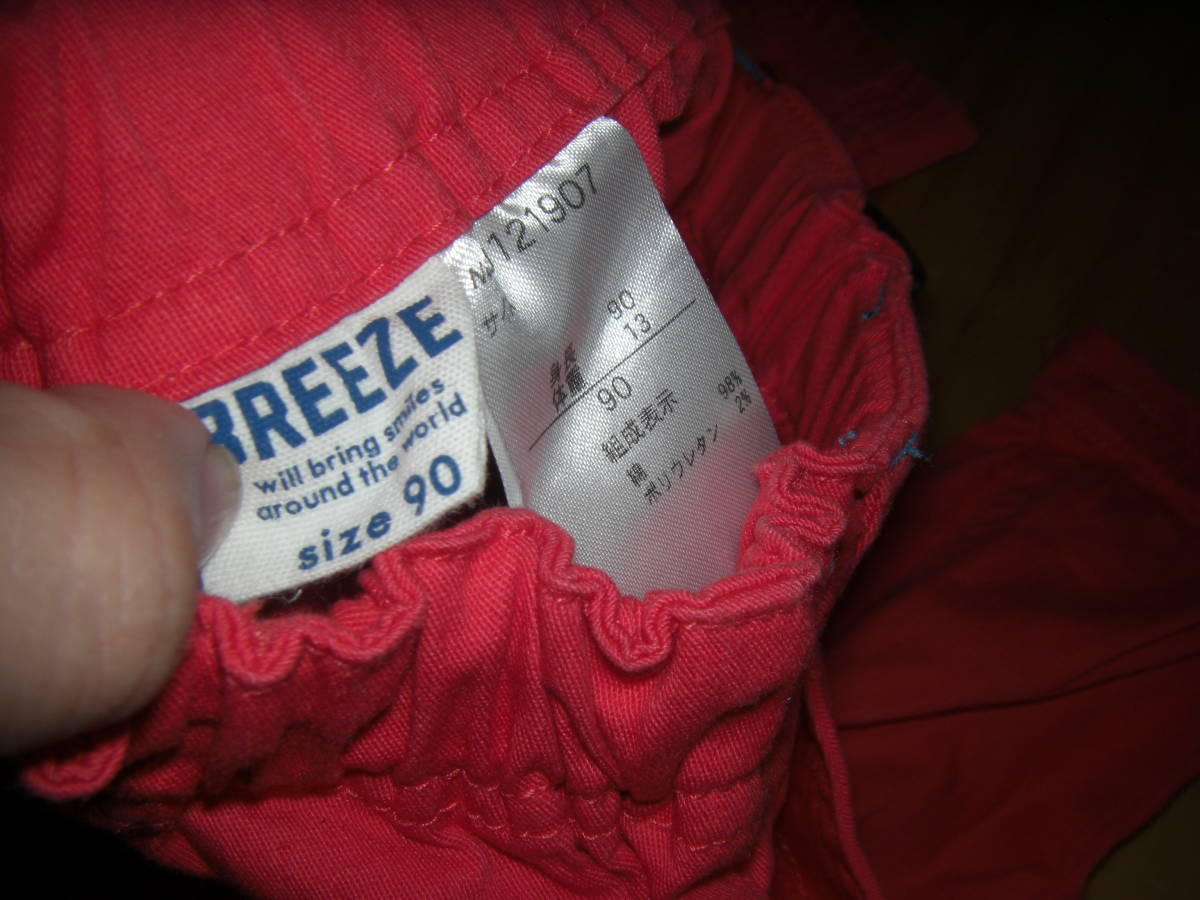 BREEZE
will bring smiles
around the world
size 90
NJ121907
サイ
身長 90
体重 13
90
組成表示
綿 98%
ポリウレタン 2%